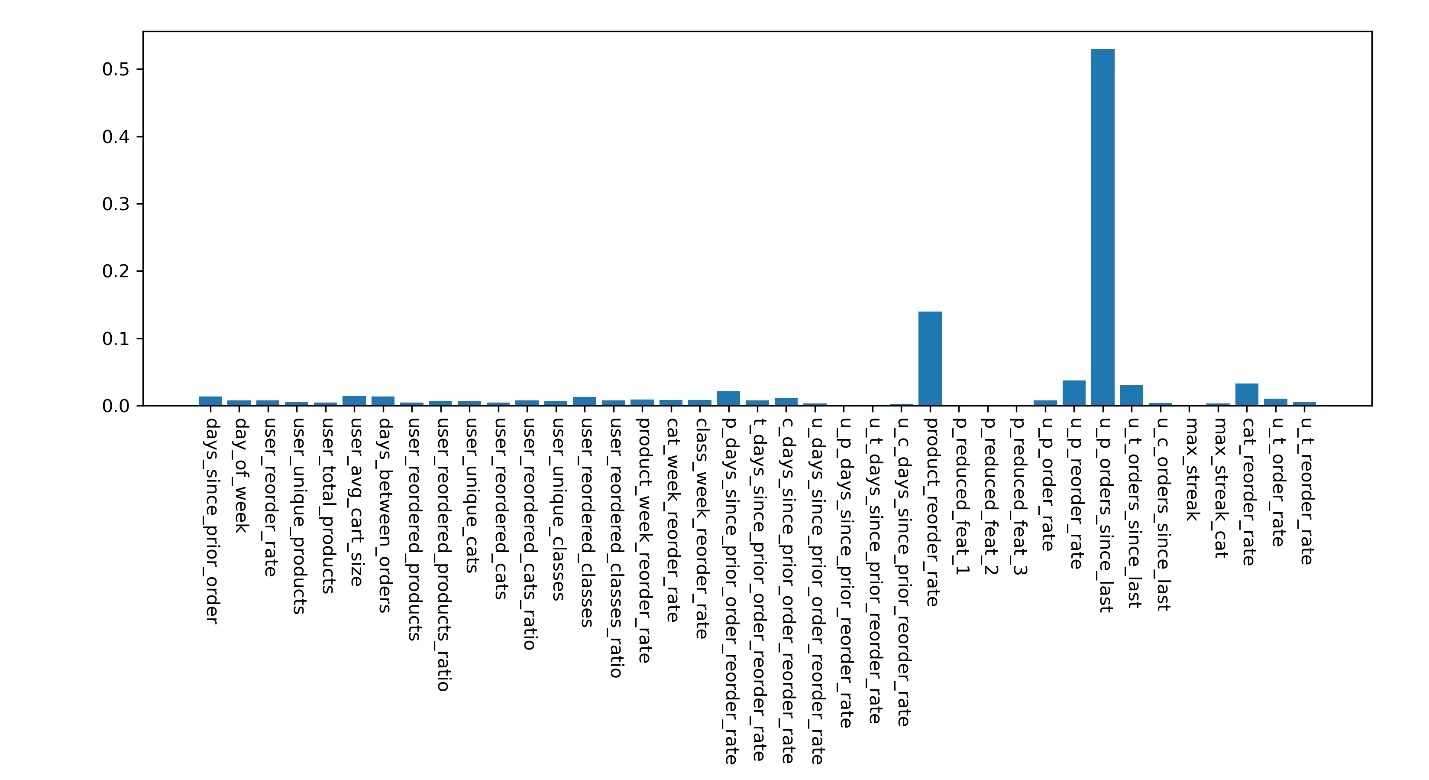 0.5
0.4
0.3
0.2
0.1
0.0
days_since_prior_order
day_of_week
user_reorder_rate
user_unique_products
user_total_products
user_avg_cart_size
days_between_orders
user_reordered_products
user_reordered_products_ratio
user_unique_cats
user_reordered_cats
user_reordered_cats_ratio
user_unique_classes
user_reordered_classes
user_reordered_classes_ratio
product_week_reorder_rate
cat_week_reorder_rate
class_week_reorder_rate
p_days_since_prior_order_reorder_rate
t_days_since_prior_order_reorder_rate
c_days_since_prior_order_reorder_rate
u_days_since_prior_order_reorder_rate
u_p_days_since_prior_reorder_rate
u_t_days_since_prior_reorder_rate
u_c_days_since_prior_reorder_rate
product_reorder_rate
p_reduced_feat_1
p_reduced_feat_2
p_reduced_feat_3
u_p_order_rate
u_p_reorder_rate
u_p_orders_since_last
u_t_orders_since_last
u_c_orders_since_last
max_streak
max_streak_cat
cat_reorder_rate
u_t_order_rate
u_t_reorder_rate